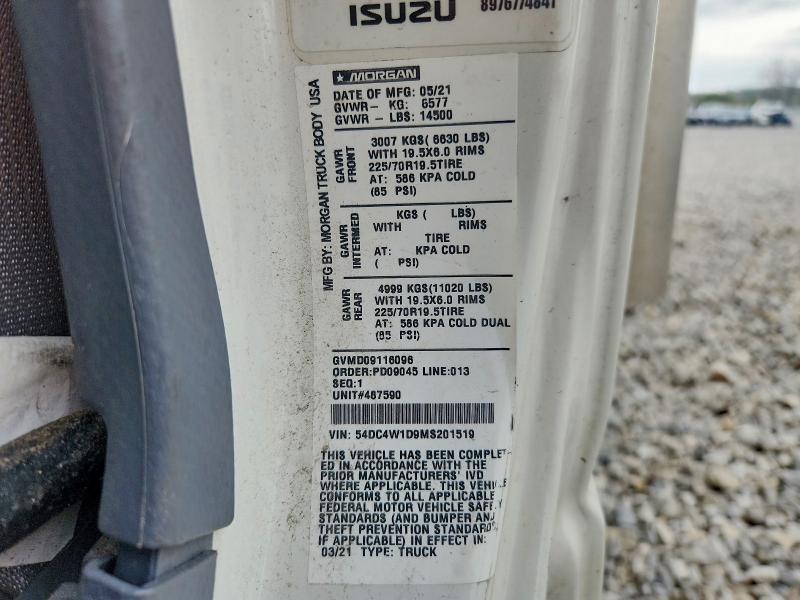 ISUZU 8976774841
MORGAN
MFG BY: MORGAN TRUCK BODY USA
DATE OF MFG: 05/21
GVWR- KG: 6577
GVWR - LBS: 14500
GAWR FRONT
3007 KGS( 6630 LBS)
WITH 19.5X6.0 RIMS
225/70R19.5TIRE
AT: 586 KPA COLD
(85 PSI)
GAWR INTERMED
KGS ( LBS)
WITH RIMS
TIRE
AT: KPA COLD
( PSI)
GAWR REAR
4999 KGS(11020 LBS)
WITH 19.5X6.0 RIMS
225/70R19.5TIRE
AT: 586 KPA COLD DUAL
(85 PSI)
GVMD09116096
ORDER:PD09045 LINE:013
SEQ:1
UNIT#467590
VIN: 54DC4W1D9MS201519
THIS VEHICLE HAS BEEN COMPLET-
ED IN ACCORDANCE WITH THE
PRIOR MANUFACTURERS' IVD
WHERE APPLICABLE. THIS VEHICLE
CONFORMS TO ALL APPLICABLE
FEDERAL MOTOR VEHICLE SAFETY
STANDARDS (AND BUMPER AND
THEFT PREVENTION STANDARDS,
IF APPLICABLE) IN EFFECT IN:
03/21 TYPE: TRUCK